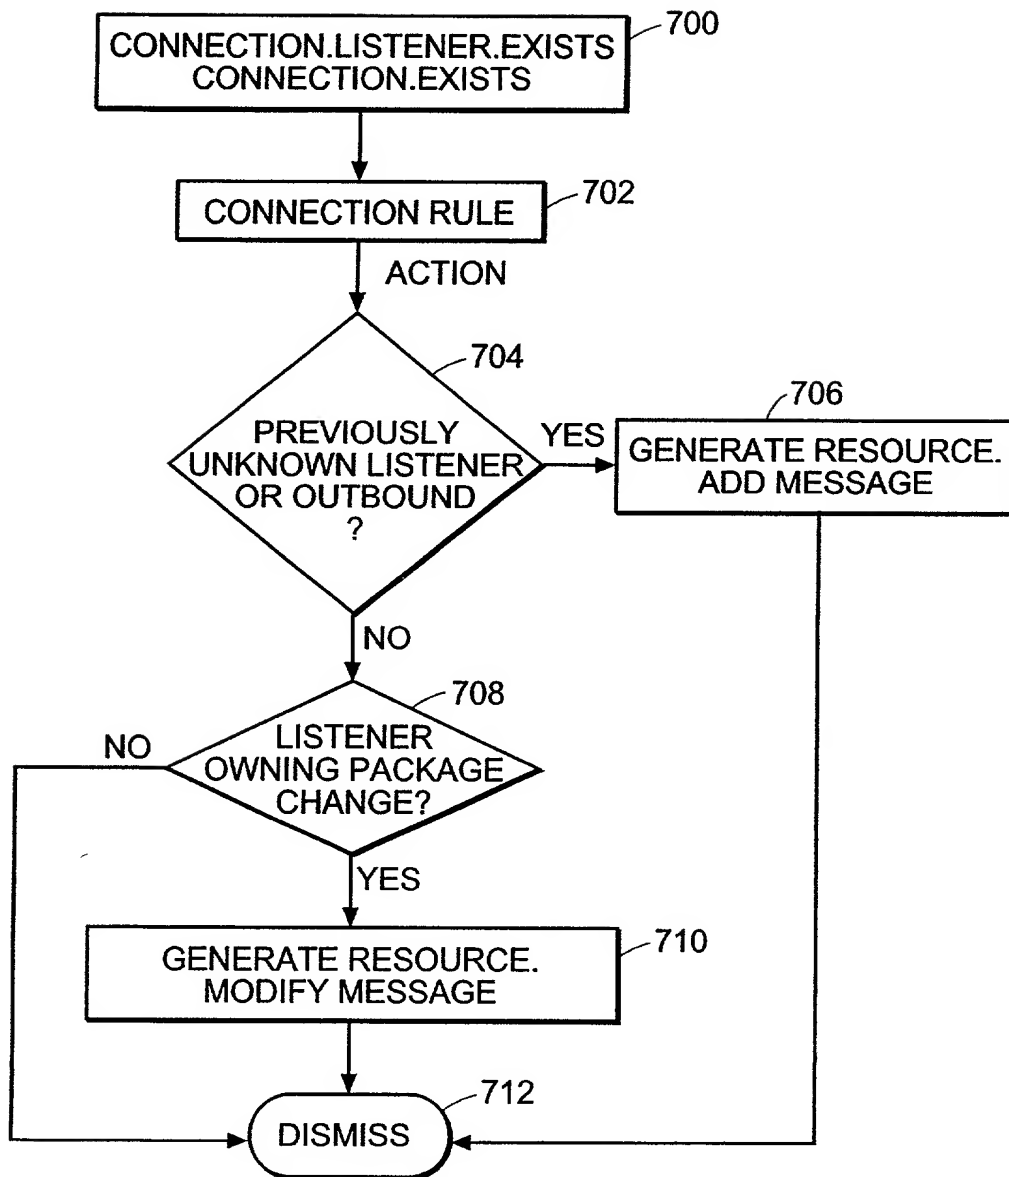 700
CONNECTION.LISTENER.EXISTS
CONNECTION.EXISTS
702
CONNECTION RULE
ACTION
704
PREVIOUSLY
UNKNOWN LISTENER
OR OUTBOUND
?
YES
706
GENERATE RESOURCE.
ADD MESSAGE
NO
708
LISTENER
OWNING PACKAGE
CHANGE?
NO
YES
710
GENERATE RESOURCE.
MODIFY MESSAGE
712
DISMISS